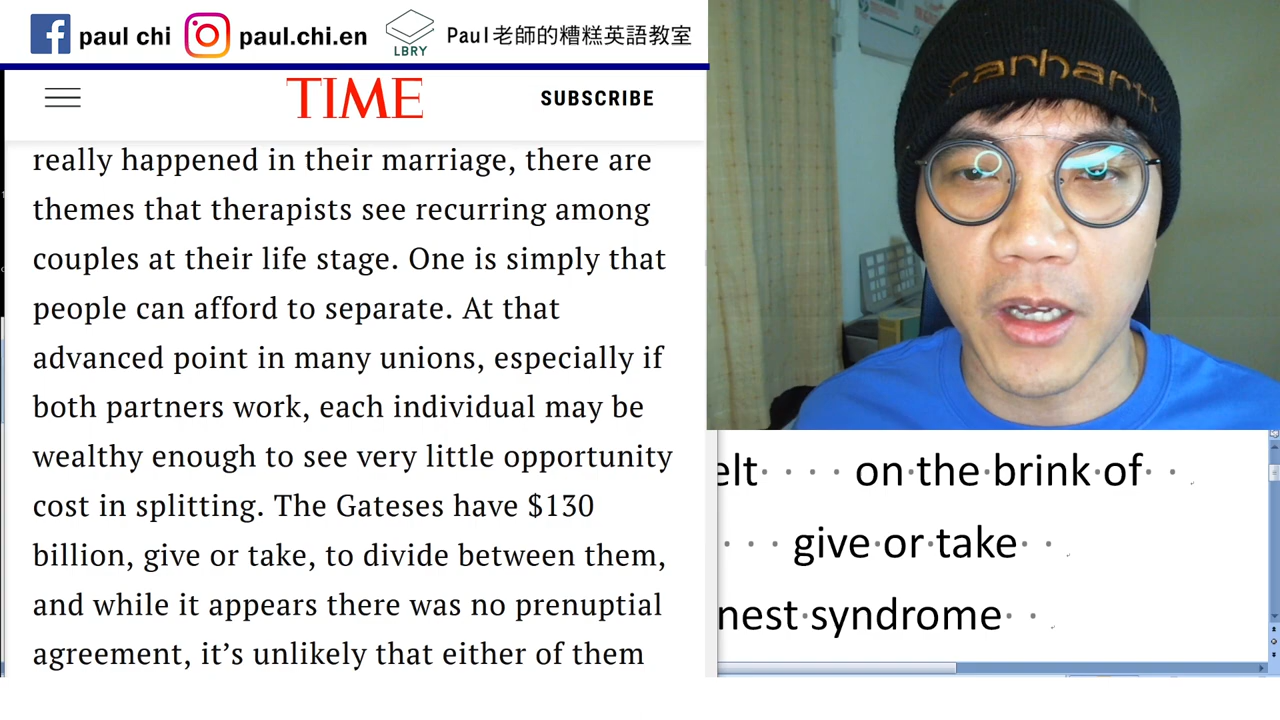 paul chi paul.chi.en LBRY Paul老師的糟糕英語教室
TIME SUBSCRIBE
really happened in their marriage, there are
themes that therapists see recurring among
couples at their life stage. One is simply that
people can afford to separate. At that
advanced point in many unions, especially if
both partners work, each individual may be
wealthy enough to see very little opportunity
cost in splitting. The Gateses have $130
billion, give or take, to divide between them,
and while it appears there was no prenuptial
agreement, it's unlikely that either of them
carhartt
elt on the brink of
give or take
nest syndrome